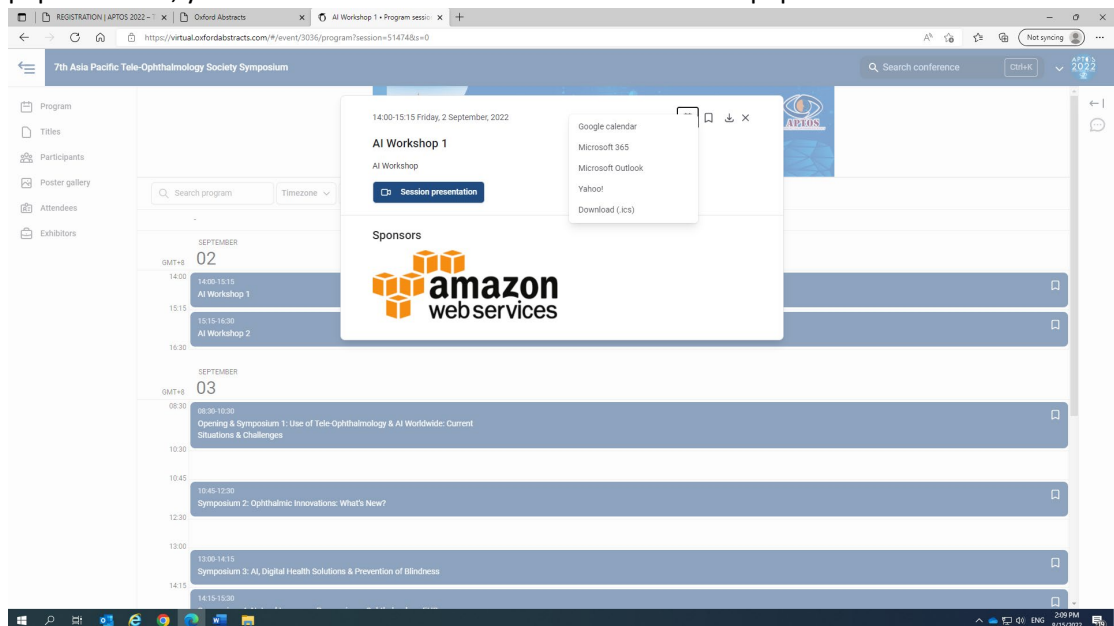 REGISTRATION | APTOS 2022 – T
Oxford Abstracts
AI Workshop 1 • Program sessio
https://virtual.oxfordabstracts.com/#/event/3036/program?session=51474&s=0
Not syncing
7th Asia Pacific Tele-Ophthalmology Society Symposium
Search conference
Ctrl+K
APTOS
2022
Program
Titles
Participants
Poster gallery
Attendees
Exhibitors
APTOS
14:00-15:15 Friday, 2 September, 2022
AI Workshop 1
AI Workshop
Session presentation
Google calendar
Microsoft 365
Microsoft Outlook
Yahoo!
Download (.ics)
Sponsors
amazon
web services
Search program
Timezone
SEPTEMBER
GMT+8
02
14:00
14:00-15:15
AI Workshop 1
15:15
15:15-16:30
AI Workshop 2
16:30
SEPTEMBER
GMT+8
03
08:30
08:30-10:30
Opening & Symposium 1: Use of Tele-Ophthalmology & AI Worldwide: Current
Situations & Challenges
10:30
10:45
10:45-12:30
Symposium 2: Ophthalmic Innovations: What's New?
12:30
13:00
13:00-14:15
Symposium 3: AI, Digital Health Solutions & Prevention of Blindness
14:15
14:15-15:30
ENG
2:09 PM
8/15/2022